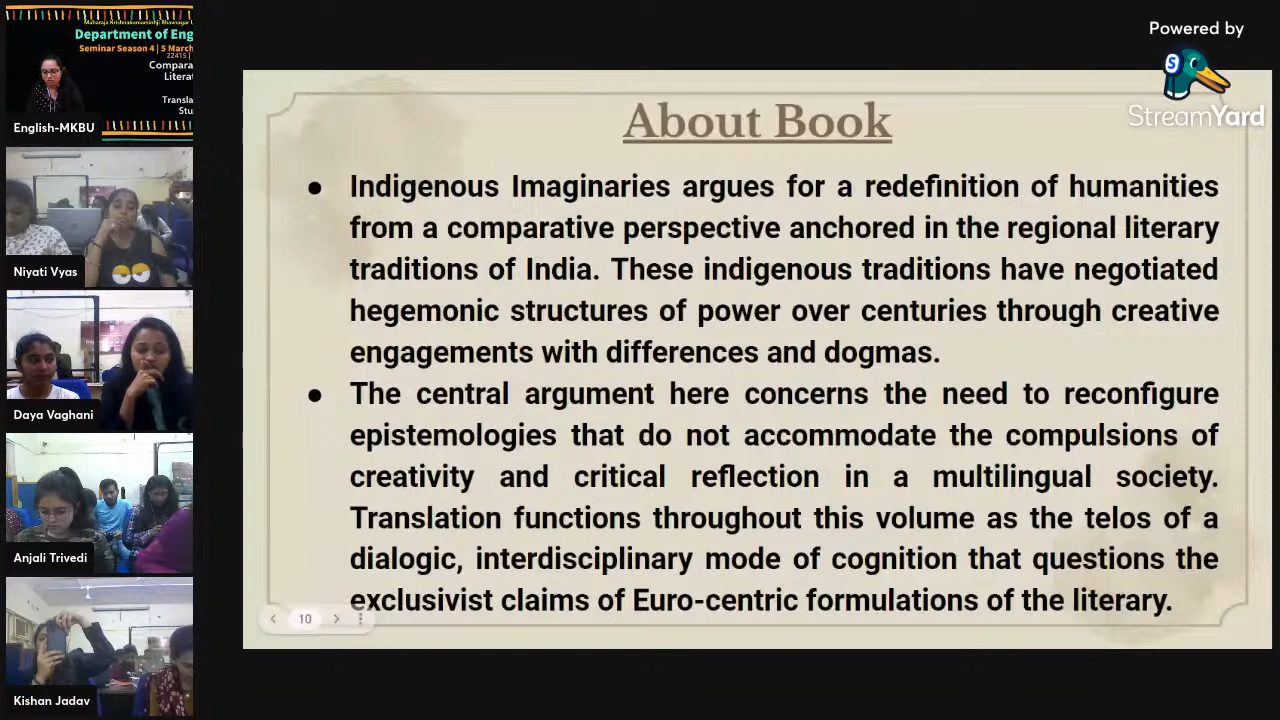 Maharaja Krishnakumarsinhji Bhavnagar U
Department of Eng
Seminar Season 4 | 5 March
22415 |
Compara
Literat
Transla
Stu
English-MKBU
Niyati Vyas
Daya Vaghani
Anjali Trivedi
Kishan Jadav
Powered by
S
StreamYard
About Book
● Indigenous Imaginaries argues for a redefinition of humanities
from a comparative perspective anchored in the regional literary
traditions of India. These indigenous traditions have negotiated
hegemonic structures of power over centuries through creative
engagements with differences and dogmas.
● The central argument here concerns the need to reconfigure
epistemologies that do not accommodate the compulsions of
creativity and critical reflection in a multilingual society.
Translation functions throughout this volume as the telos of a
dialogic, interdisciplinary mode of cognition that questions the
exclusivist claims of Euro-centric formulations of the literary.
10